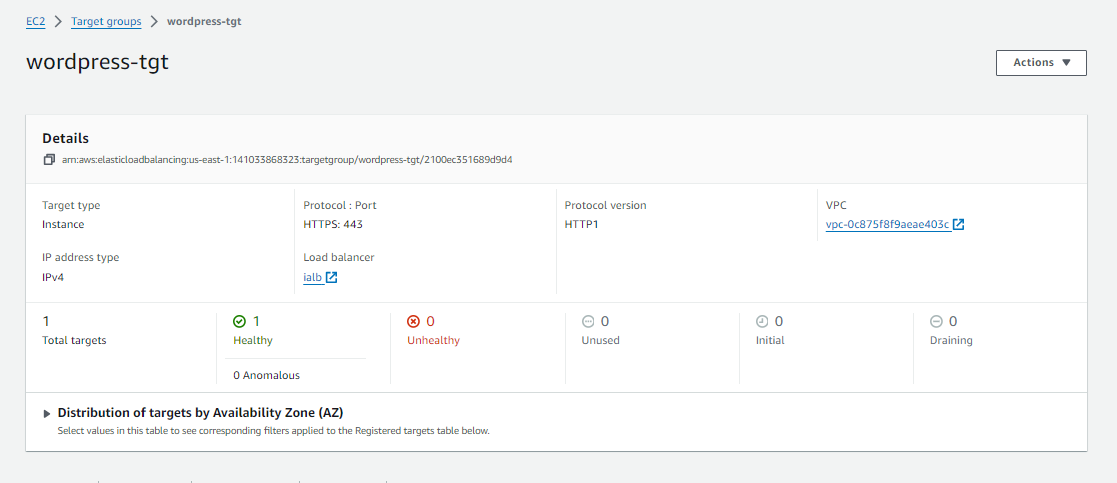 EC2 > Target groups > wordpress-tgt
wordpress-tgt
Actions
Details
arn:aws:elasticloadbalancing:us-east-1:141033868323:targetgroup/wordpress-tgt/2100ec351689d9d4
Target type
Instance
Protocol : Port
HTTPS: 443
Protocol version
HTTP1
VPC
vpc-0c875f8f9aeae403c
IP address type
IPv4
Load balancer
ialb
1
Total targets
1
Healthy
0 Anomalous
0
Unhealthy
0
Unused
0
Initial
0
Draining
Distribution of targets by Availability Zone (AZ)
Select values in this table to see corresponding filters applied to the Registered targets table below.